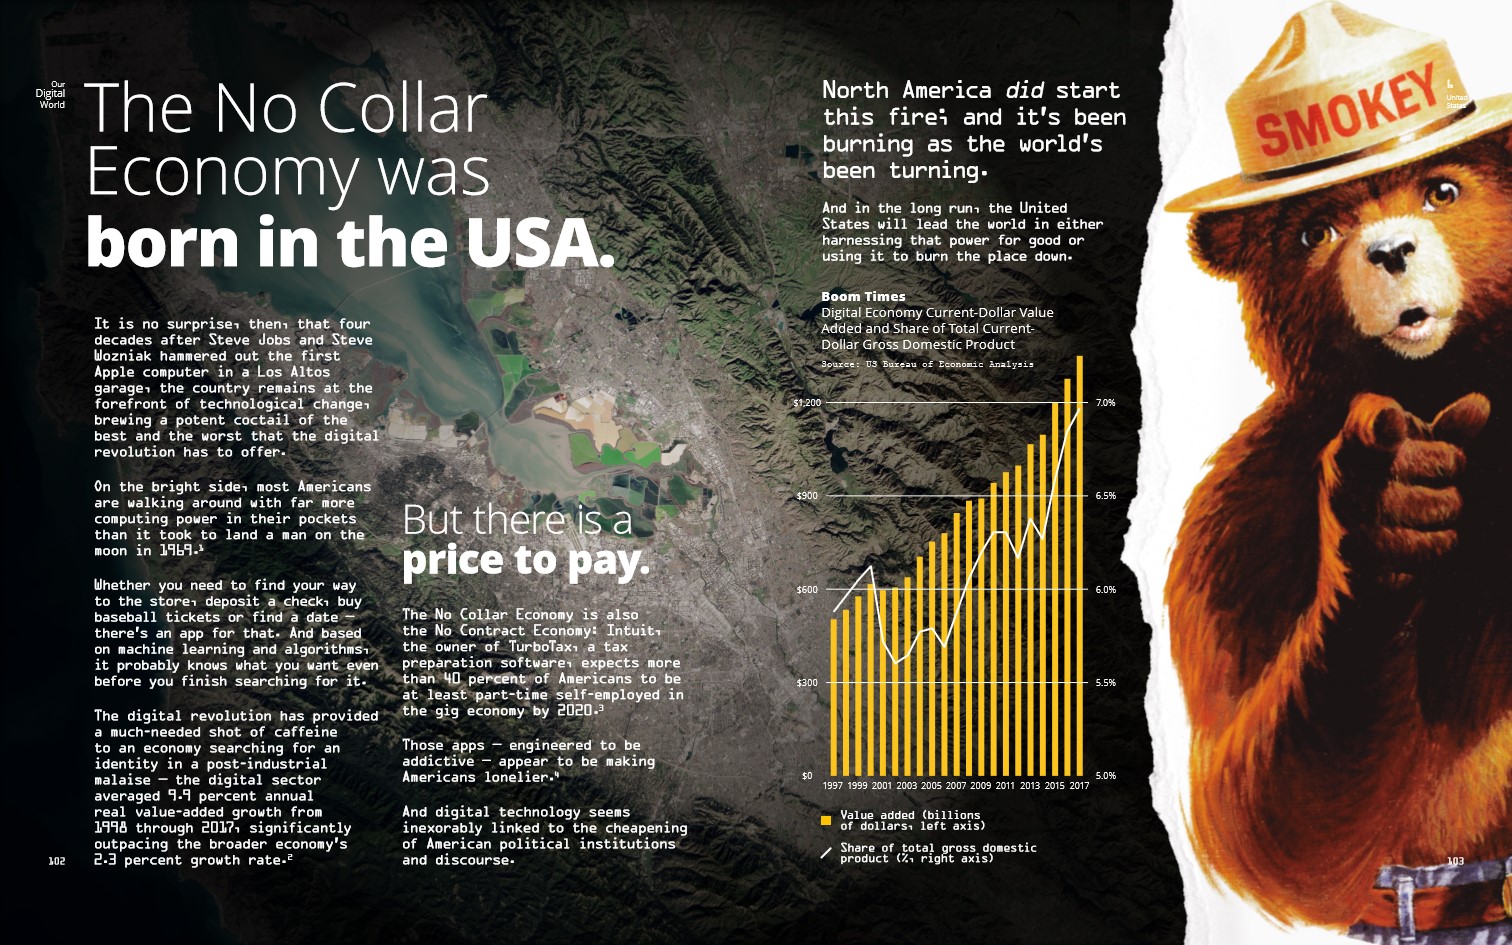 Our
Digital
World
The No Collar
Economy was
born in the USA.
It is no surprise, then, that four
decades after Steve Jobs and Steve
Wozniak hammered out the first
Apple computer in a Los Altos
garage, the country remains at the
forefront of technological change,
brewing a potent coctail of the
best and the worst that the digital
revolution has to offer.
On the bright side, most Americans
are walking around with far more
computing power in their pockets
than it took to land a man on the
moon in 1969.¹
Whether you need to find your way
to the store, deposit a check, buy
baseball tickets or find a date —
there's an app for that. And based
on machine learning and algorithms,
it probably knows what you want even
before you finish searching for it.
The digital revolution has provided
a much-needed shot of caffeine
to an economy searching for an
identity in a post-industrial
malaise — the digital sector
averaged 9.9 percent annual
real value-added growth from
1998 through 2017, significantly
outpacing the broader economy's
2.3 percent growth rate.²
102
But there is a
price to pay.
The No Collar Economy is also
the No Contract Economy: Intuit,
the owner of TurboTax, a tax
preparation software, expects more
than 40 percent of Americans to be
at least part-time self-employed in
the gig economy by 2020.³
Those apps — engineered to be
addictive — appear to be making
Americans lonelier.⁴
And digital technology seems
inexorably linked to the cheapening
of American political institutions
and discourse.
North America did start
this fire; and it's been
burning as the world's
been turning.
And in the long run, the United
States will lead the world in either
harnessing that power for good or
using it to burn the place down.
Boom Times
Digital Economy Current-Dollar Value
Added and Share of Total Current-
Dollar Gross Domestic Product
Source: US Bureau of Economic Analysis
$1,200 7.0%
$900 6.5%
$600 6.0%
$300 5.5%
$0 5.0%
1997 1999 2001 2003 2005 2007 2009 2011 2013 2015 2017
Value added (billions
of dollars, left axis)
Share of total gross domestic
product (%, right axis)
SMOKEY
United
States
103